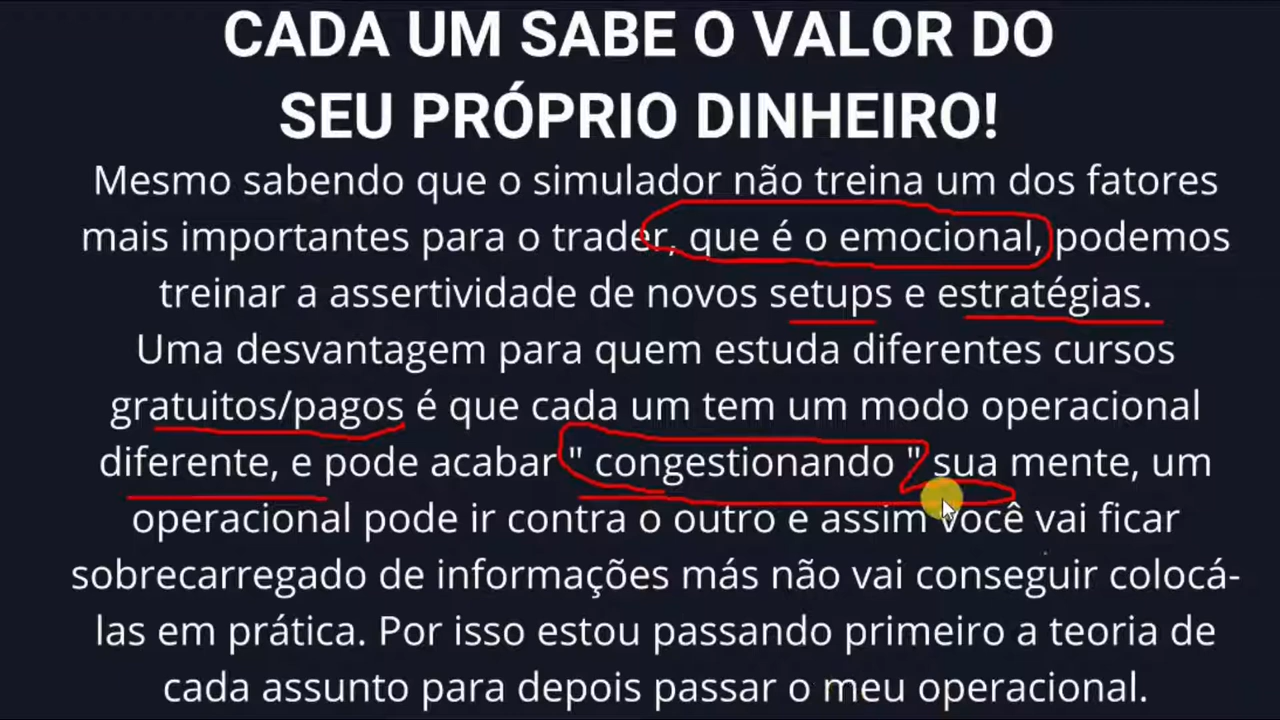 CADA UM SABE O VALOR DO
SEU PRÓPRIO DINHEIRO!
Mesmo sabendo que o simulador não treina um dos fatores
mais importantes para o trader, que é o emocional, podemos
treinar a assertividade de novos setups e estratégias.
Uma desvantagem para quem estuda diferentes cursos
gratuitos/pagos é que cada um tem um modo operacional
diferente, e pode acabar " congestionando " sua mente, um
operacional pode ir contra o outro e assim você vai ficar
sobrecarregado de informações más não vai conseguir colocá-
las em prática. Por isso estou passando primeiro a teoria de
cada assunto para depois passar o meu operacional.